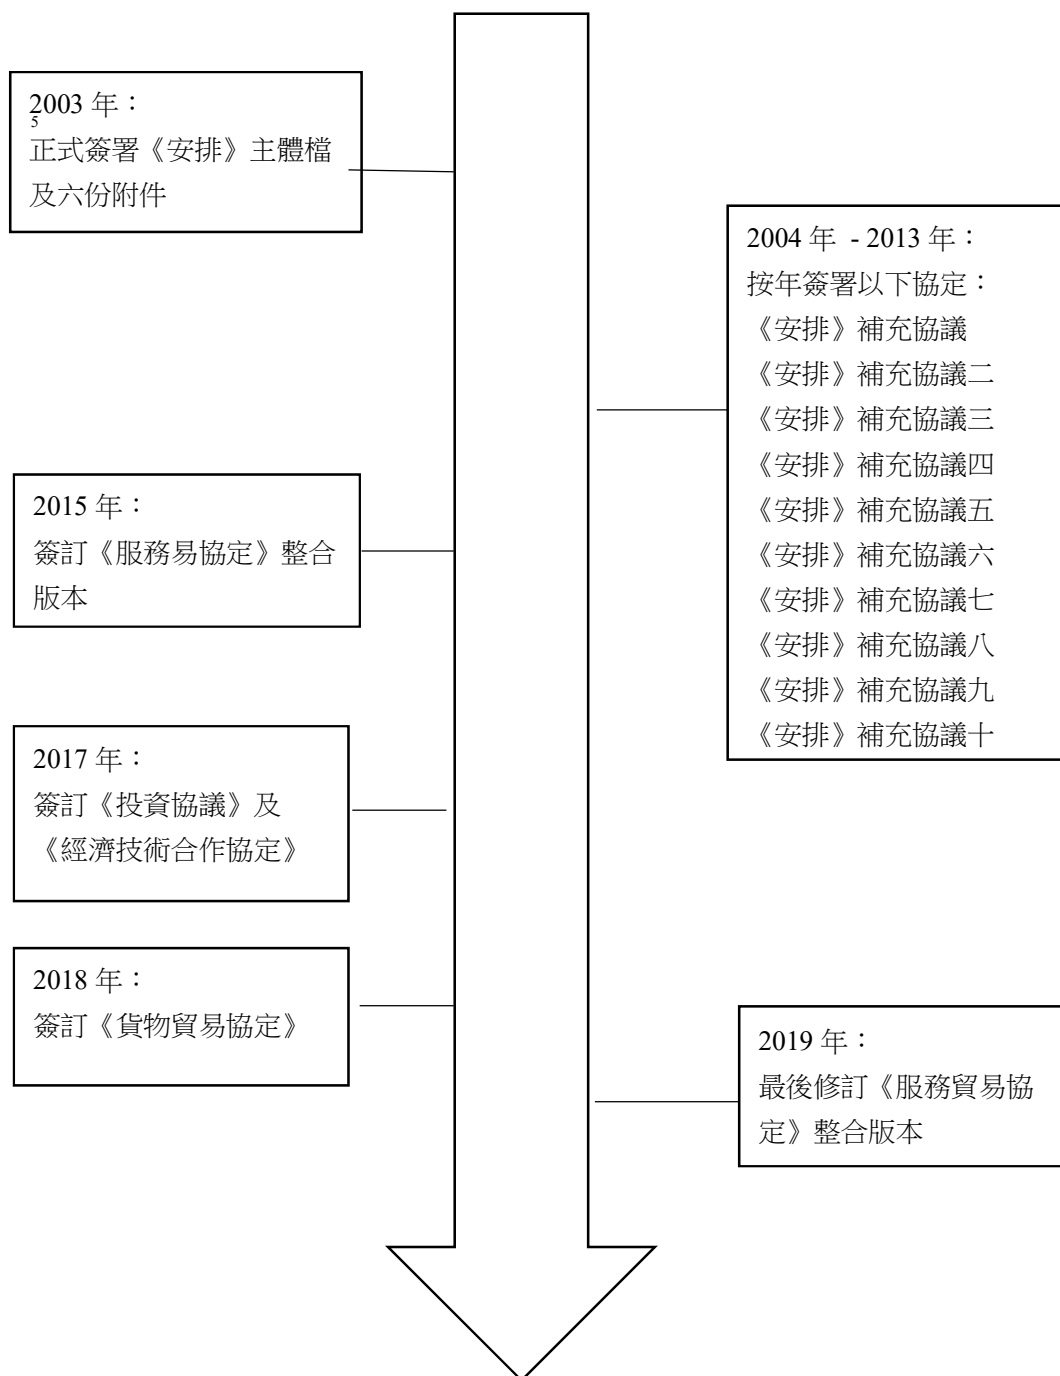 2003 年：
5
正式簽署《安排》主體檔
及六份附件
2004 年 - 2013 年：
按年簽署以下協定：
《安排》補充協議
《安排》補充協議二
《安排》補充協議三
《安排》補充協議四
《安排》補充協議五
《安排》補充協議六
《安排》補充協議七
《安排》補充協議八
《安排》補充協議九
《安排》補充協議十
2015 年：
簽訂《服務易協定》整合
版本
2017 年：
簽訂《投資協議》及
《經濟技術合作協定》
2018 年：
簽訂《貨物貿易協定》
2019 年：
最後修訂《服務貿易協
定》整合版本